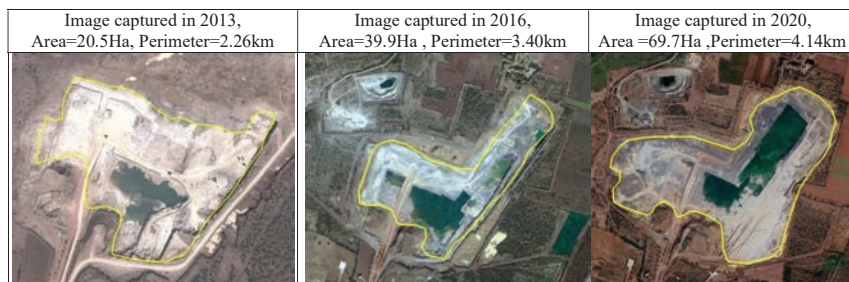 Image captured in 2013,
Area=20.5Ha, Perimeter=2.26km
Image captured in 2016,
Area=39.9Ha , Perimeter=3.40km
Image captured in 2020,
Area =69.7Ha ,Perimeter=4.14km